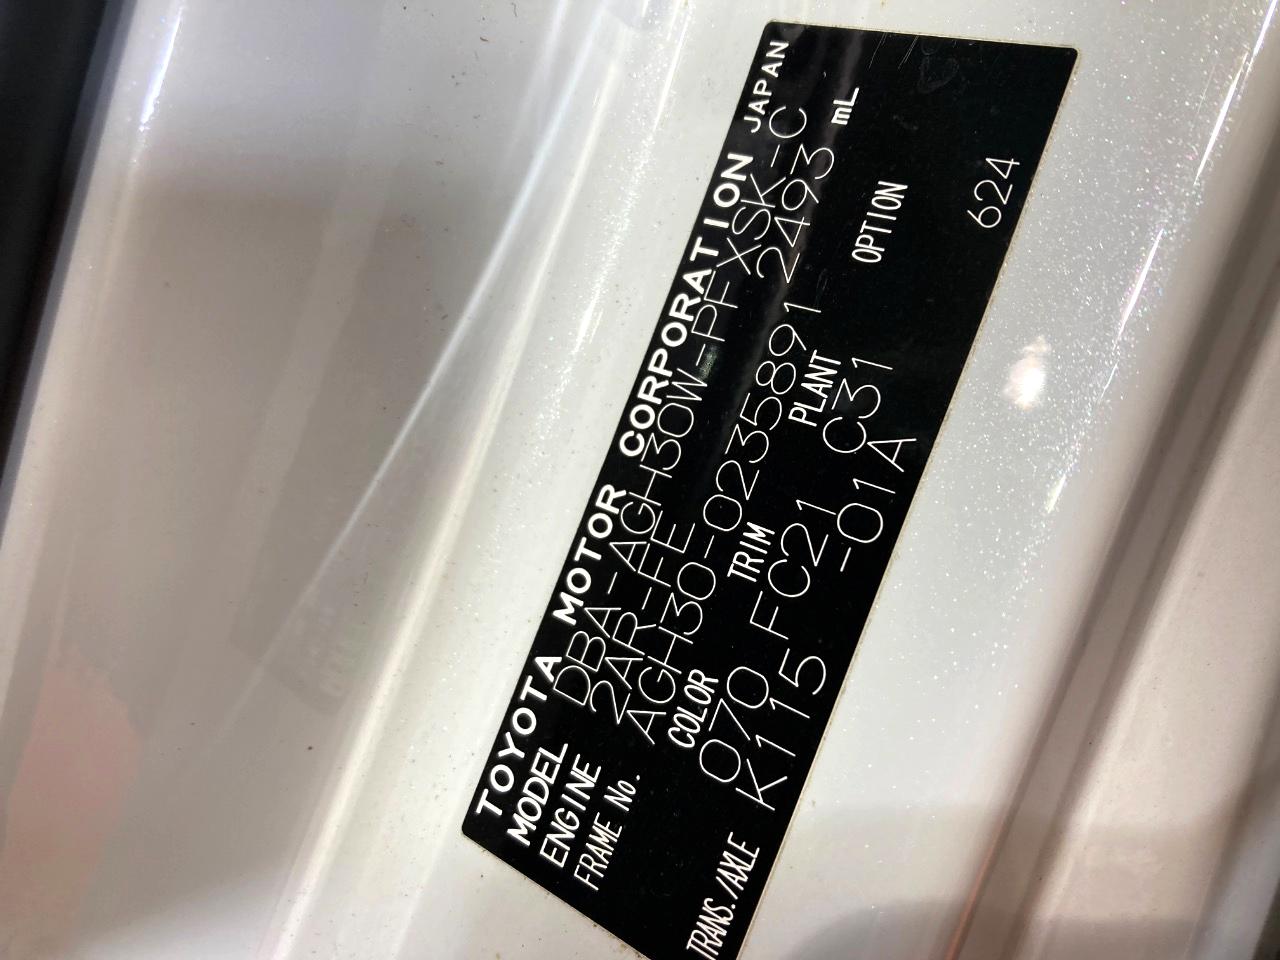 TOYOTA MOTOR CORPORATION JAPAN
MODEL DBA-AGH30W-PFXSK-C
ENGINE 2AR-FE 2493 mL
FRAME No. AGH30-0235891
COLOR TRIM PLANT OPTION
070 FC21 C31
TRANS./AXLE K115 -01A 624